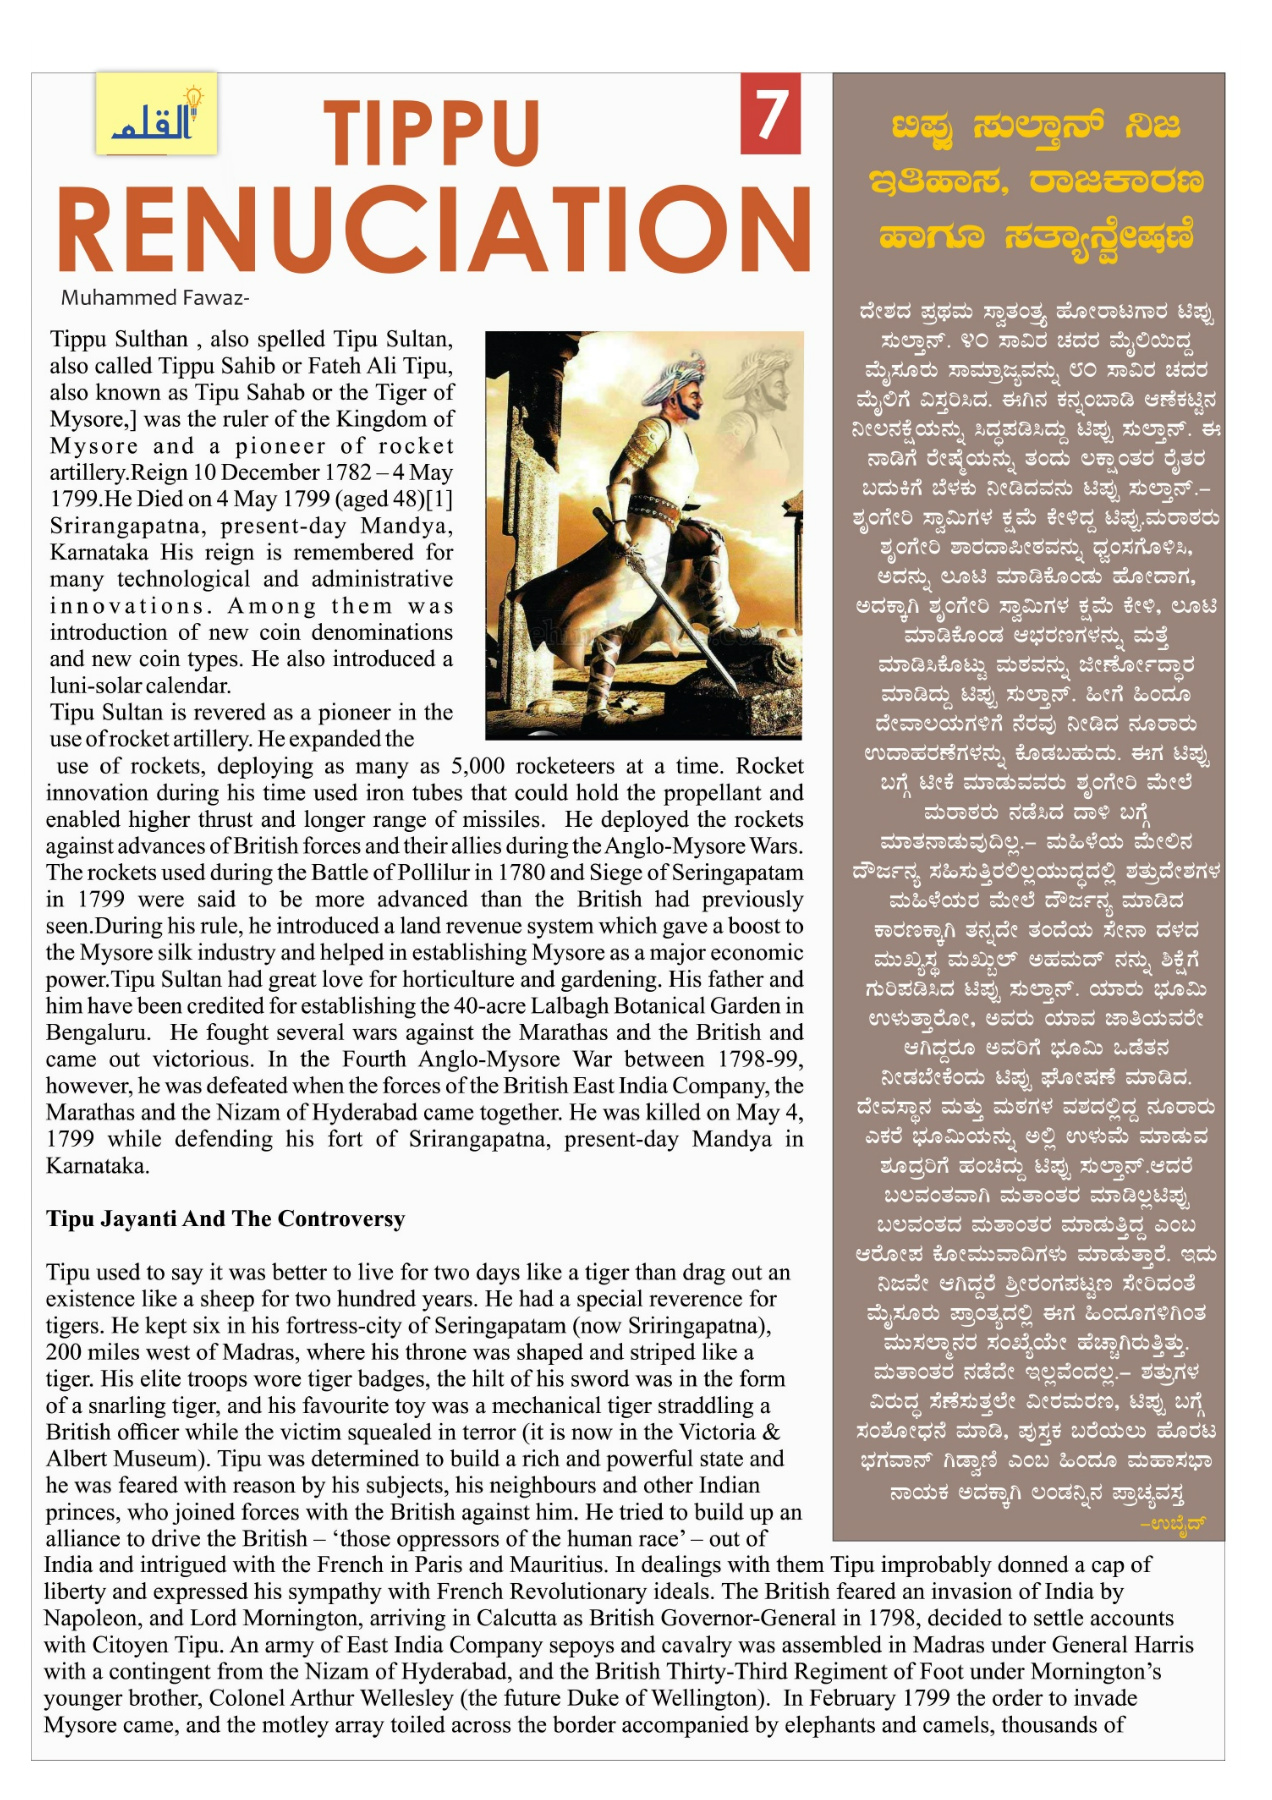 القلم
TIPPU
7
RENUCIATION
Muhammed Fawaz-
Tippu Sulthan , also spelled Tipu Sultan,
also called Tippu Sahib or Fateh Ali Tipu,
also known as Tipu Sahab or the Tiger of
Mysore,] was the ruler of the Kingdom of
Mysore and a pioneer of rocket
artillery.Reign 10 December 1782 – 4 May
1799.He Died on 4 May 1799 (aged 48)[1]
Srirangapatna, present-day Mandya,
Karnataka His reign is remembered for
many technological and administrative
innovations. Among them was
introduction of new coin denominations
and new coin types. He also introduced a
luni-solar calendar.
Tipu Sultan is revered as a pioneer in the
use of rocket artillery. He expanded the
use of rockets, deploying as many as 5,000 rocketeers at a time. Rocket
innovation during his time used iron tubes that could hold the propellant and
enabled higher thrust and longer range of missiles. He deployed the rockets
against advances of British forces and their allies during the Anglo-Mysore Wars.
The rockets used during the Battle of Pollilur in 1780 and Siege of Seringapatam
in 1799 were said to be more advanced than the British had previously
seen.During his rule, he introduced a land revenue system which gave a boost to
the Mysore silk industry and helped in establishing Mysore as a major economic
power.Tipu Sultan had great love for horticulture and gardening. His father and
him have been credited for establishing the 40-acre Lalbagh Botanical Garden in
Bengaluru. He fought several wars against the Marathas and the British and
came out victorious. In the Fourth Anglo-Mysore War between 1798-99,
however, he was defeated when the forces of the British East India Company, the
Marathas and the Nizam of Hyderabad came together. He was killed on May 4,
1799 while defending his fort of Srirangapatna, present-day Mandya in
Karnataka.
Tipu Jayanti And The Controversy
Tipu used to say it was better to live for two days like a tiger than drag out an
existence like a sheep for two hundred years. He had a special reverence for
tigers. He kept six in his fortress-city of Seringapatam (now Sriringapatna),
200 miles west of Madras, where his throne was shaped and striped like a
tiger. His elite troops wore tiger badges, the hilt of his sword was in the form
of a snarling tiger, and his favourite toy was a mechanical tiger straddling a
British officer while the victim squealed in terror (it is now in the Victoria &
Albert Museum). Tipu was determined to build a rich and powerful state and
he was feared with reason by his subjects, his neighbours and other Indian
princes, who joined forces with the British against him. He tried to build up an
alliance to drive the British – ‘those oppressors of the human race’ – out of
India and intrigued with the French in Paris and Mauritius. In dealings with them Tipu improbably donned a cap of
liberty and expressed his sympathy with French Revolutionary ideals. The British feared an invasion of India by
Napoleon, and Lord Mornington, arriving in Calcutta as British Governor-General in 1798, decided to settle accounts
with Citoyen Tipu. An army of East India Company sepoys and cavalry was assembled in Madras under General Harris
with a contingent from the Nizam of Hyderabad, and the British Thirty-Third Regiment of Foot under Mornington’s
younger brother, Colonel Arthur Wellesley (the future Duke of Wellington). In February 1799 the order to invade
Mysore came, and the motley array toiled across the border accompanied by elephants and camels, thousands of
ಟಿಪ್ಪು ಸುಲ್ತಾನ್ ನಿಜ
ಇತಿಹಾಸ, ರಾಜಕಾರಣ
ಹಾಗೂ ಸತ್ಯಾನ್ವೇಷಣೆ
ದೇಶದ ಪ್ರಥಮ ಸ್ವಾತಂತ್ರ್ಯ ಹೋರಾಟಗಾರ ಟಿಪ್ಪು
ಸುಲ್ತಾನ್. ೪೦ ಸಾವಿರ ಚದರ ಮೈಲಿಯಿದ್ದ
ಮೈಸೂರು ಸಾಮ್ರಾಜ್ಯವನ್ನು ೮೦ ಸಾವಿರ ಚದರ
ಮೈಲಿಗೆ ವಿಸ್ತರಿಸಿದ. ಈಗಿನ ಕನ್ನಂಬಾಡಿ ಆಣೆಕಟ್ಟಿನ
ನೀಲನಕ್ಷೆಯನ್ನು ಸಿದ್ಧಪಡಿಸಿದ್ದು ಟಿಪ್ಪು ಸುಲ್ತಾನ್. ಈ
ನಾಡಿಗೆ ರೇಷ್ಮೆಯನ್ನು ತಂದು ಲಕ್ಷಾಂತರ ರೈತರ
ಬದುಕಿಗೆ ಬೆಳಕು ನೀಡಿದವನು ಟಿಪ್ಪು ಸುಲ್ತಾನ್.–
ಶೃಂಗೇರಿ ಸ್ವಾಮಿಗಳ ಕ್ಷಮೆ ಕೇಳಿದ್ದ ಟಿಪ್ಪು.ಮರಾಠರು
ಶೃಂಗೇರಿ ಶಾರದಾಪೀಠವನ್ನು ಧ್ವಂಸಗೊಳಿಸಿ,
ಅದನ್ನು ಲೂಟಿ ಮಾಡಿಕೊಂಡು ಹೋದಾಗ,
ಅದಕ್ಕಾಗಿ ಶೃಂಗೇರಿ ಸ್ವಾಮಿಗಳ ಕ್ಷಮೆ ಕೇಳಿ, ಲೂಟಿ
ಮಾಡಿಕೊಂಡ ಆಭರಣಗಳನ್ನು ಮತ್ತೆ
ಮಾಡಿಸಿಕೊಟ್ಟು ಮಠವನ್ನು ಜೀರ್ಣೋದ್ಧಾರ
ಮಾಡಿದ್ದು ಟಿಪ್ಪು ಸುಲ್ತಾನ್. ಹೀಗೆ ಹಿಂದೂ
ದೇವಾಲಯಗಳಿಗೆ ನೆರವು ನೀಡಿದ ನೂರಾರು
ಉದಾಹರಣೆಗಳನ್ನು ಕೊಡಬಹುದು. ಈಗ ಟಿಪ್ಪು
ಬಗ್ಗೆ ಟೀಕೆ ಮಾಡುವವರು ಶೃಂಗೇರಿ ಮೇಲೆ
ಮರಾಠರು ನಡೆಸಿದ ದಾಳಿ ಬಗ್ಗೆ
ಮಾತನಾಡುವುದಿಲ್ಲ.– ಮಹಿಳೆಯ ಮೇಲಿನ
ದೌರ್ಜನ್ಯ ಸಹಿಸುತ್ತಿರಲಿಲ್ಲಯುದ್ಧದಲ್ಲಿ ಶತ್ರುದೇಶಗಳ
ಮಹಿಳೆಯರ ಮೇಲೆ ದೌರ್ಜನ್ಯ ಮಾಡಿದ
ಕಾರಣಕ್ಕಾಗಿ ತನ್ನದೇ ತಂದೆಯ ಸೇನಾ ದಳದ
ಮುಖ್ಯಸ್ಥ ಮಖ್ಬುಲ್ ಅಹಮದ್ ನನ್ನು ಶಿಕ್ಷೆಗೆ
ಗುರಿಪಡಿಸಿದ ಟಿಪ್ಪು ಸುಲ್ತಾನ್. ಯಾರು ಭೂಮಿ
ಉಳುತ್ತಾರೋ, ಅವರು ಯಾವ ಜಾತಿಯವರೇ
ಆಗಿದ್ದರೂ ಅವರಿಗೆ ಭೂಮಿ ಒಡೆತನ
ನೀಡಬೇಕೆಂದು ಟಿಪ್ಪು ಘೋಷಣೆ ಮಾಡಿದ.
ದೇವಸ್ಥಾನ ಮತ್ತು ಮಠಗಳ ವಶದಲ್ಲಿದ್ದ ನೂರಾರು
ಎಕರೆ ಭೂಮಿಯನ್ನು ಅಲ್ಲಿ ಉಳುಮೆ ಮಾಡುವ
ಶೂದ್ರರಿಗೆ ಹಂಚಿದ್ದು ಟಿಪ್ಪು ಸುಲ್ತಾನ್.ಆದರೆ
ಬಲವಂತವಾಗಿ ಮತಾಂತರ ಮಾಡಿಲ್ಲಟಿಪ್ಪು
ಬಲವಂತದ ಮತಾಂತರ ಮಾಡುತ್ತಿದ್ದ ಎಂಬ
ಆರೋಪ ಕೋಮುವಾದಿಗಳು ಮಾಡುತ್ತಾರೆ. ಇದು
ನಿಜವೇ ಆಗಿದ್ದರೆ ಶ್ರೀರಂಗಪಟ್ಟಣ ಸೇರಿದಂತೆ
ಮೈಸೂರು ಪ್ರಾಂತ್ಯದಲ್ಲಿ ಈಗ ಹಿಂದೂಗಳಿಗಿಂತ
ಮುಸಲ್ಮಾನರ ಸಂಖ್ಯೆಯೇ ಹೆಚ್ಚಾಗಿರುತ್ತಿತ್ತು.
ಮತಾಂತರ ನಡೆದೇ ಇಲ್ಲವೆಂದಲ್ಲ.– ಶತ್ರುಗಳ
ವಿರುದ್ಧ ಸೆಣೆಸುತ್ತಲೇ ವೀರಮರಣ, ಟಿಪ್ಪು ಬಗ್ಗೆ
ಸಂಶೋಧನೆ ಮಾಡಿ, ಪುಸ್ತಕ ಬರೆಯಲು ಹೊರಟ
ಭಗವಾನ್ ಗಿಡ್ವಾಣಿ ಎಂಬ ಹಿಂದೂ ಮಹಾಸಭಾ
ನಾಯಕ ಅದಕ್ಕಾಗಿ ಲಂಡನ್ನಿನ ಪ್ರಾಚ್ಯವಸ್ತ
–ಉಬೈದ್